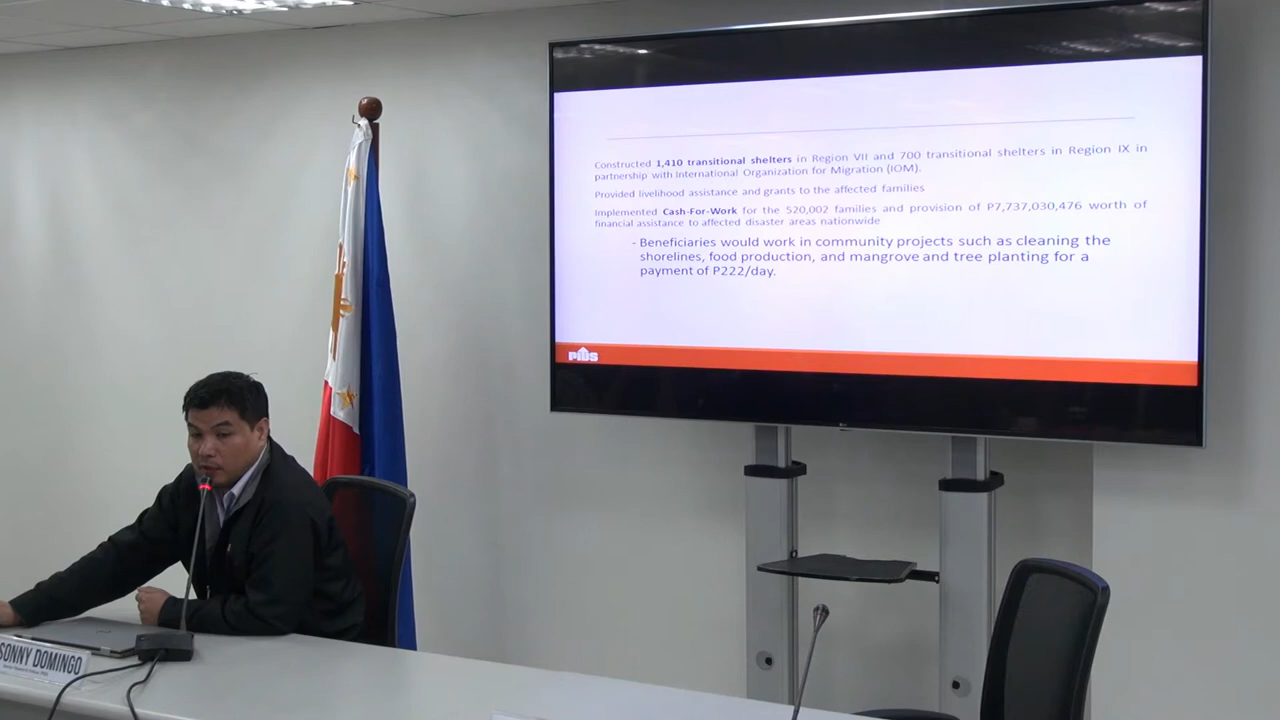 Constructed 1,410 transitional shelters in Region VII and 700 transitional shelters in Region IX in
partnership with International Organization for Migration (IOM).
Provided livelihood assistance and grants to the affected families
Implemented Cash-For-Work for the 520,002 families and provision of P7,737,030,476 worth of
financial assistance to affected disaster areas nationwide
- Beneficiaries would work in community projects such as cleaning the
shorelines, food production, and mangrove and tree planting for a
payment of P222/day.
PIDS
SONNY DOMINGO